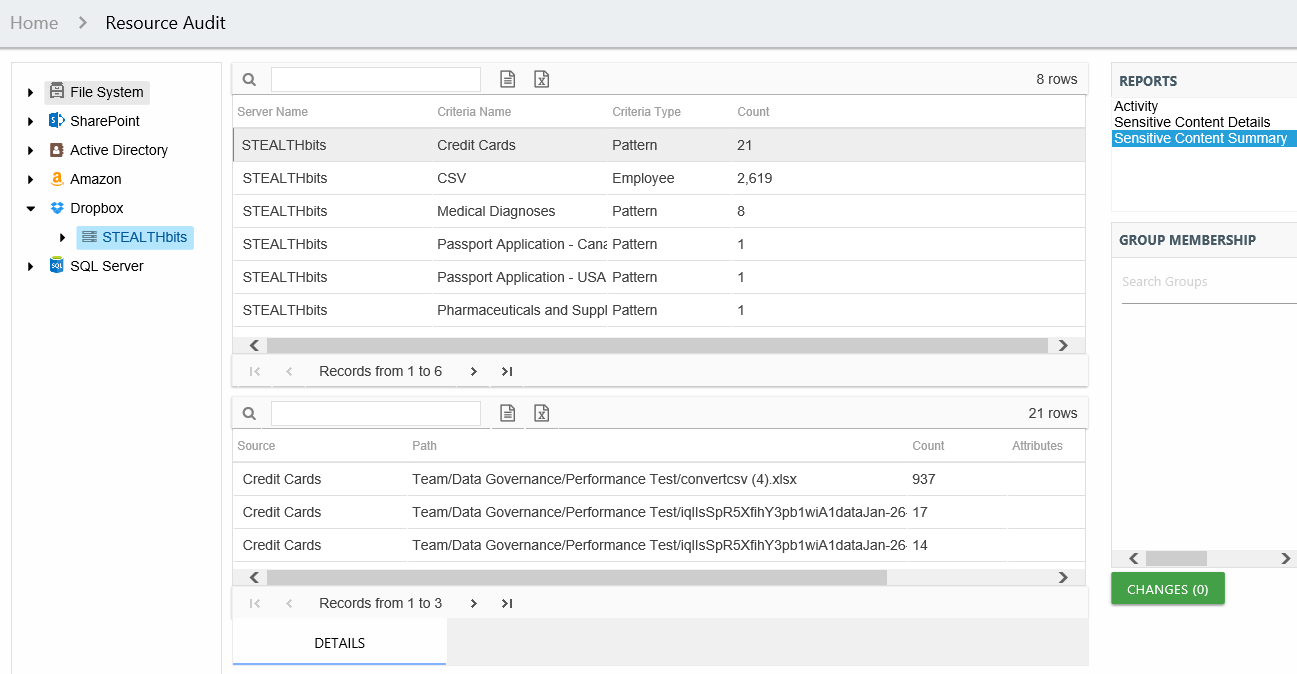 Home > Resource Audit
File System
SharePoint
Active Directory
Amazon
Dropbox
STEALTHbits
SQL Server
8 rows
Server Name Criteria Name Criteria Type Count
STEALTHbits Credit Cards Pattern 21
STEALTHbits CSV Employee 2,619
STEALTHbits Medical Diagnoses Pattern 8
STEALTHbits Passport Application - Cana Pattern 1
STEALTHbits Passport Application - USA Pattern 1
STEALTHbits Pharmaceuticals and Suppl Pattern 1
Records from 1 to 6
21 rows
Source Path Count Attributes
Credit Cards Team/Data Governance/Performance Test/convertcsv (4).xlsx 937
Credit Cards Team/Data Governance/Performance Test/iqIlsSpR5XfihY3pb1wiA1dataJan-26- 17
Credit Cards Team/Data Governance/Performance Test/iqIlsSpR5XfihY3pb1wiA1dataJan-26- 14
Records from 1 to 3
DETAILS
REPORTS
Activity
Sensitive Content Details
Sensitive Content Summary
GROUP MEMBERSHIP
Search Groups
CHANGES (0)